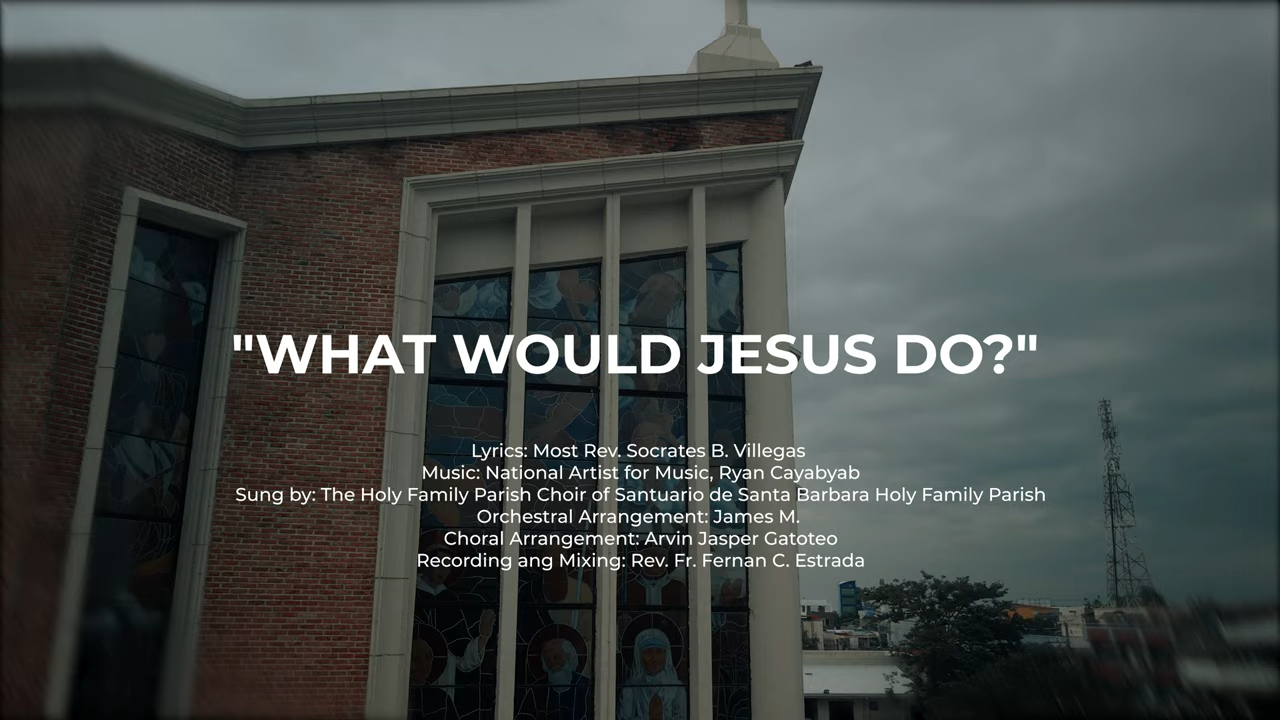 "WHAT WOULD JESUS DO?"
Lyrics: Most Rev. Socrates B. Villegas
Music: National Artist for Music, Ryan Cayabyab
Sung by: The Holy Family Parish Choir of Santuario de Santa Barbara Holy Family Parish
Orchestral Arrangement: James M.
Choral Arrangement: Arvin Jasper Gatoteo
Recording ang Mixing: Rev. Fr. Fernan C. Estrada